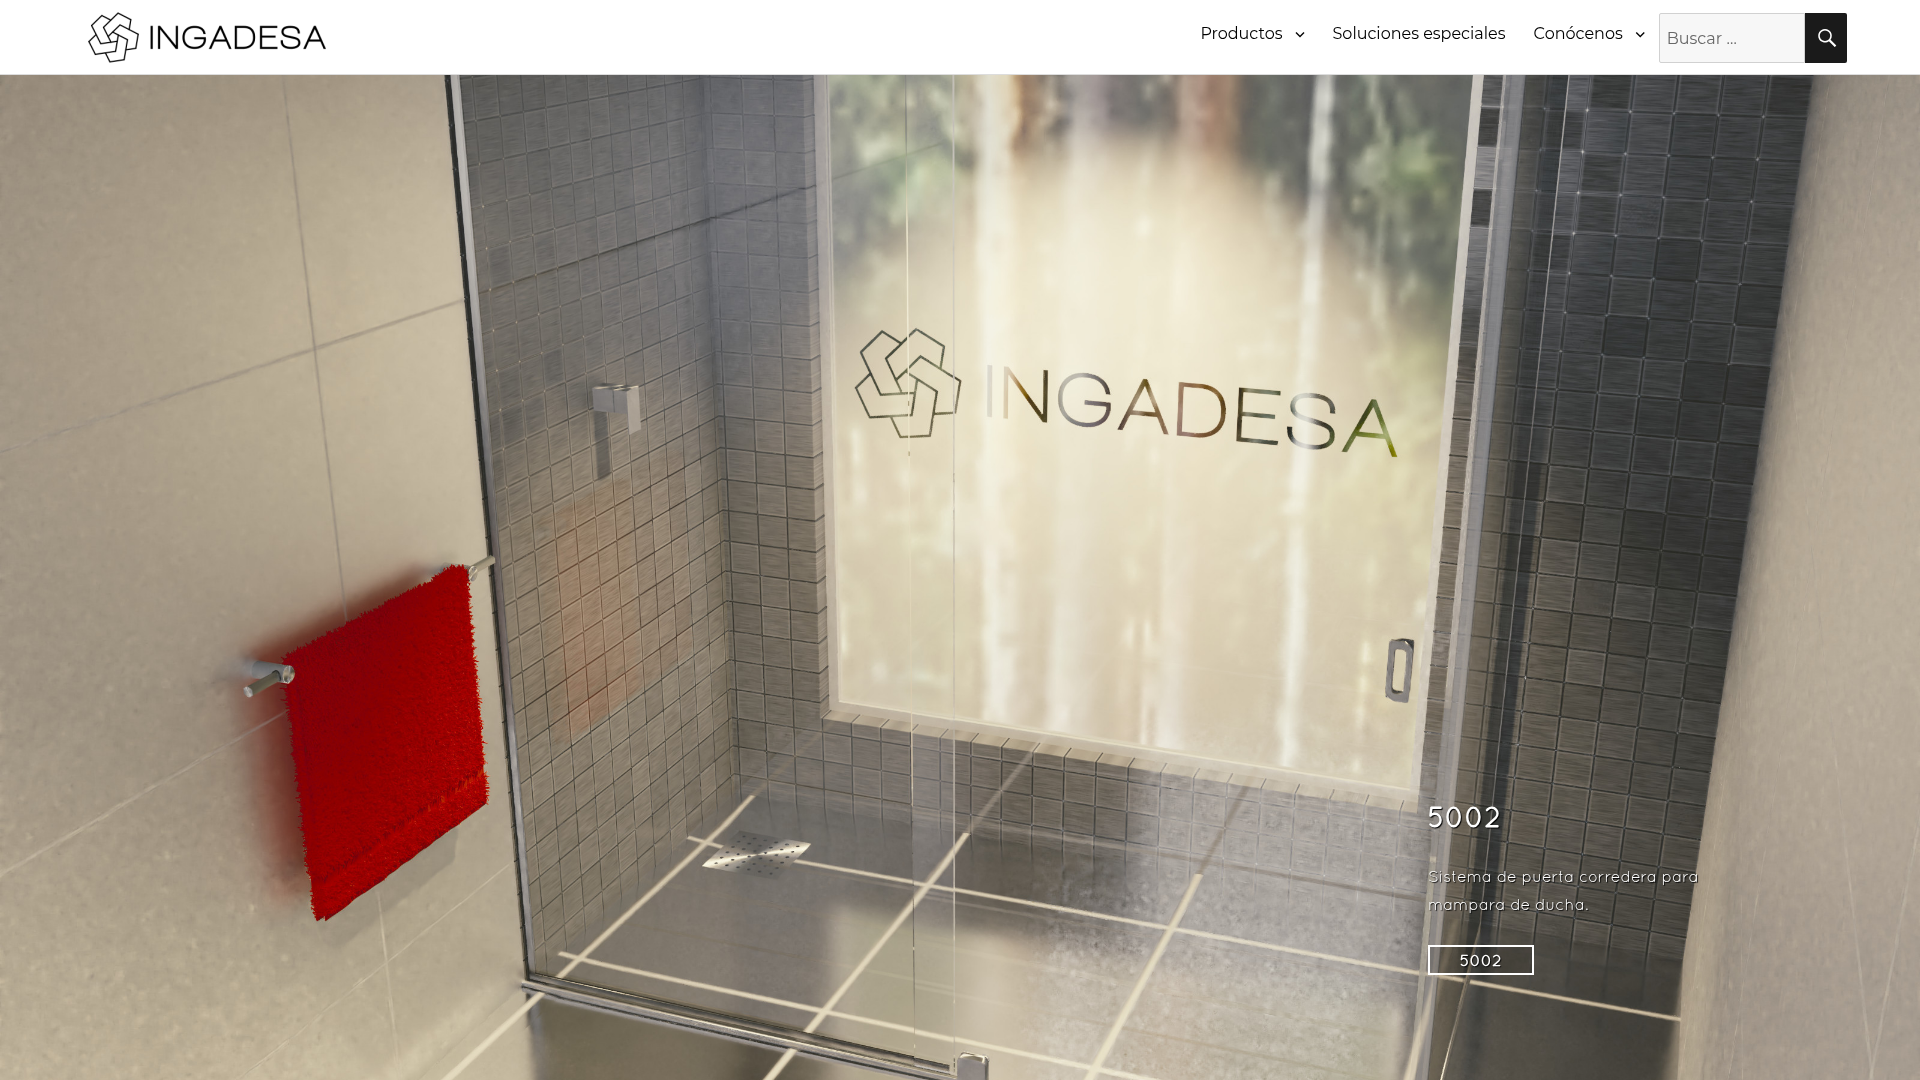 INGADESA
Productos
Soluciones especiales
Conócenos
Buscar ...
INGADESA
5002
Sistema de puerta corredera para
mampara de ducha.
5002